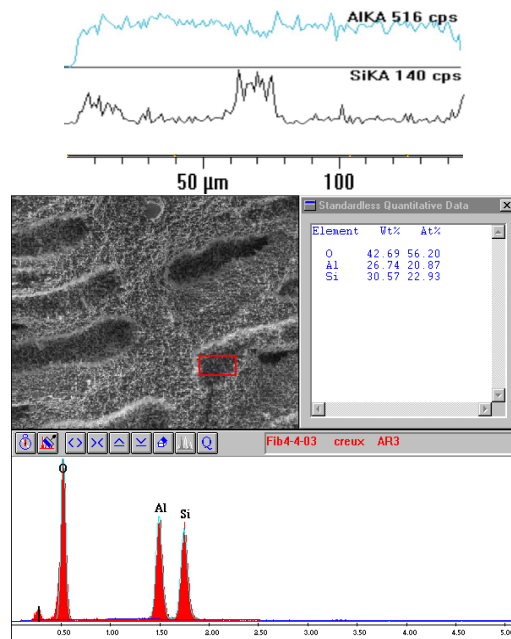 AlKA 516 cps
SiKA 140 cps
50 µm 100
Standardless Quantitative Data
Element Wt% At%
O 42.69 56.20
Al 26.74 20.87
Si 30.57 22.93
Q Fib4-4-03 creux AR3
O
Al Si
0.50 1.00 1.50 2.00 2.50 3.00 3.50 4.00 4.50 5.0